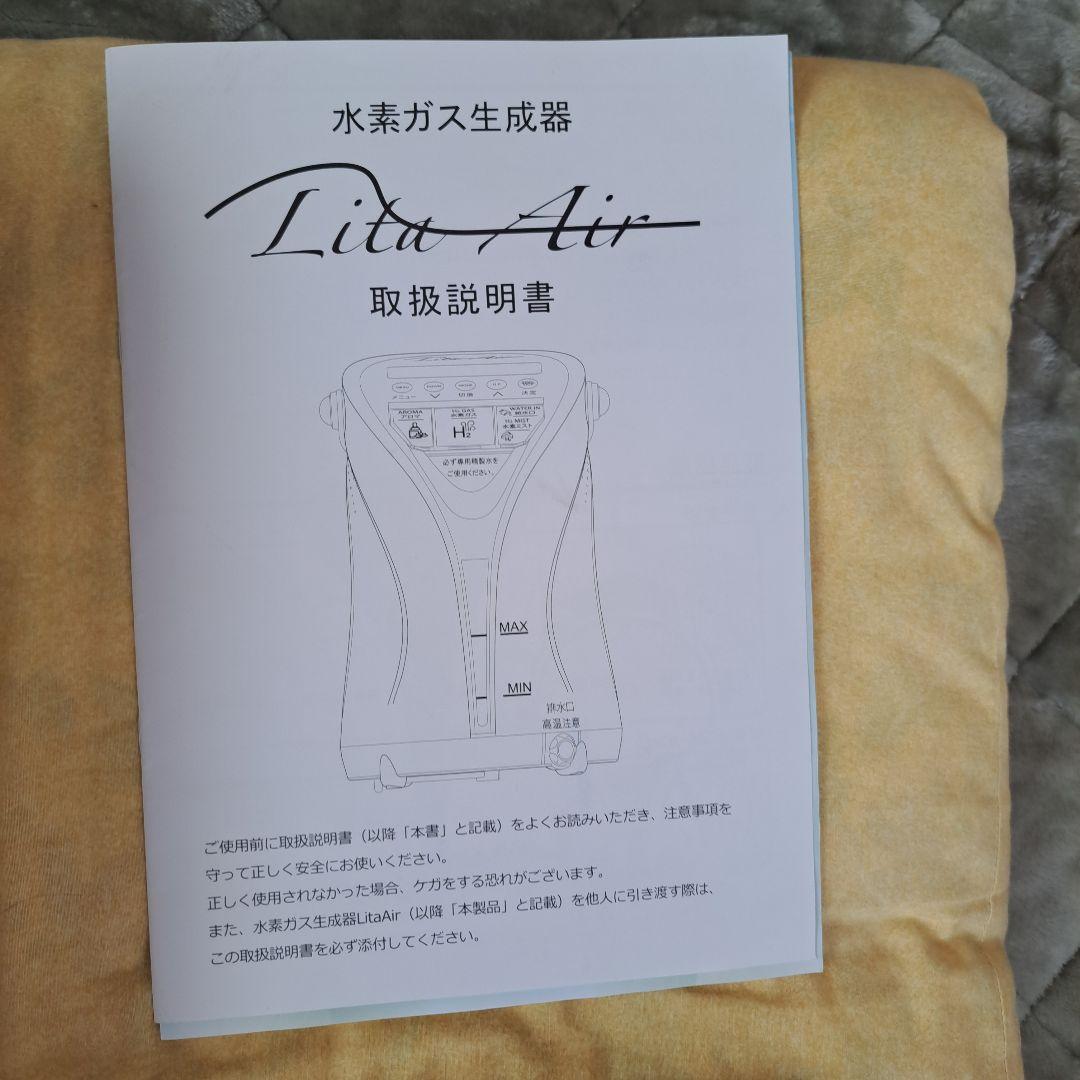 水素ガス生成器
Lita Air
取扱説明書
Lita Air
メニュー
切替
決定
AROMA
アロマ
H₂ GAS
水素ガス
H₂
WATER IN
給水口
H₂ MIST
水素ミスト
必ず専用精製水を
ご使用ください。
MAX
MIN
排水口
高温注意
ご使用前に取扱説明書（以降「本書」と記載）をよくお読みいただき、注意事項を
守って正しく安全にお使いください。
正しく使用されなかった場合、ケガをする恐れがございます。
また、水素ガス生成器LitaAir（以降「本製品」と記載）を他人に引き渡す際は、
この取扱説明書を必ず添付してください。